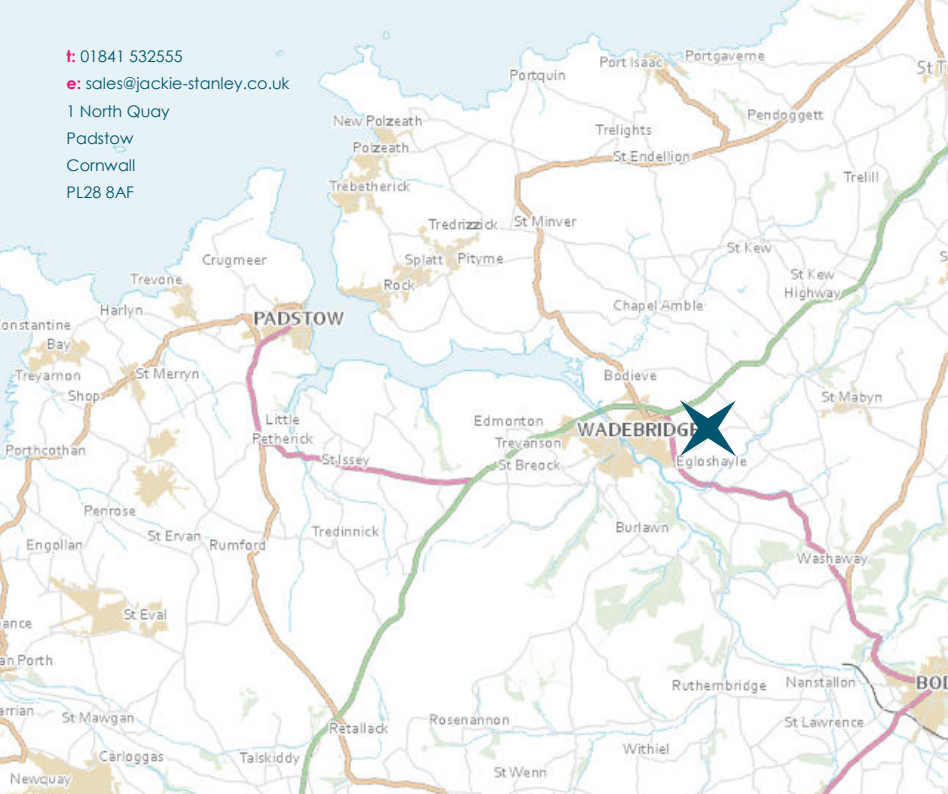 t: 01841 532555
e: sales@jackie-stanley.co.uk
1 North Quay
Padstow
Cornwall
PL28 8AF
Portquin
Port Isaac
Portgaverne
St T
New Polzeath
Polzeath
Trelights
Pendoggett
St Endellion
Trebetherick
Trelill
Tredrizzick
St Minver
St Kew
Crugmeer
Splatt
Pityme
St Kew
Highway
Trevone
Rock
Harlyn
Chapel Amble
PADSTOW
onstantine
Bay
Treyarnon
St Merryn
Bodieve
Shop
St Mabyn
Little
Petherick
Edmonton
WADEBRIDGE
Trevanson
Porthcothan
St Issey
St Breock
Egloshayle
Penrose
St Ervan
Rumford
Tredinnick
Burlawn
Engollan
Washaway
St Eval
ance
an Porth
Ruthernbridge
Nanstallon
BOD
arrian
St Mawgan
Retallack
Rosenannon
St Lawrence
Carloggas
Talskiddy
Withiel
Newquay
St Wenn